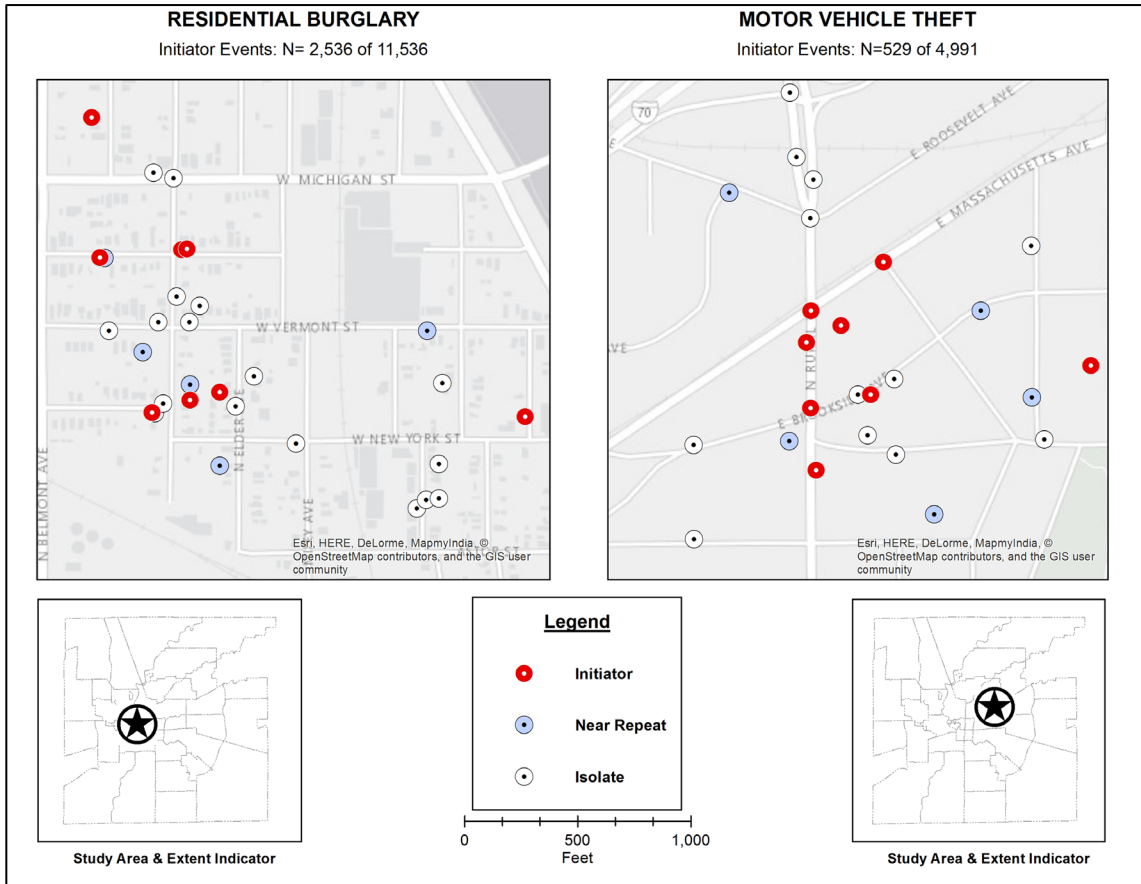 RESIDENTIAL BURGLARY
Initiator Events: N= 2,536 of 11,536
MOTOR VEHICLE THEFT
Initiator Events: N=529 of 4,991
W MICHIGAN ST
W VERMONT ST
W NEW YORK ST
N BELMONT AVE
N ELDER
AVE
ST
Esri, HERE, DeLorme, MapmyIndia, ©
OpenStreetMap contributors, and the GIS user
community
70
E ROOSEVELT AVE
E MASSACHUSETTS AVE
N RURAL
E BROOKSIDE AVE
AVE
Esri, HERE, DeLorme, MapmyIndia, ©
OpenStreetMap contributors, and the GIS user
community
Study Area & Extent Indicator
Legend
Initiator
Near Repeat
Isolate
0 500 1,000
Feet
Study Area & Extent Indicator